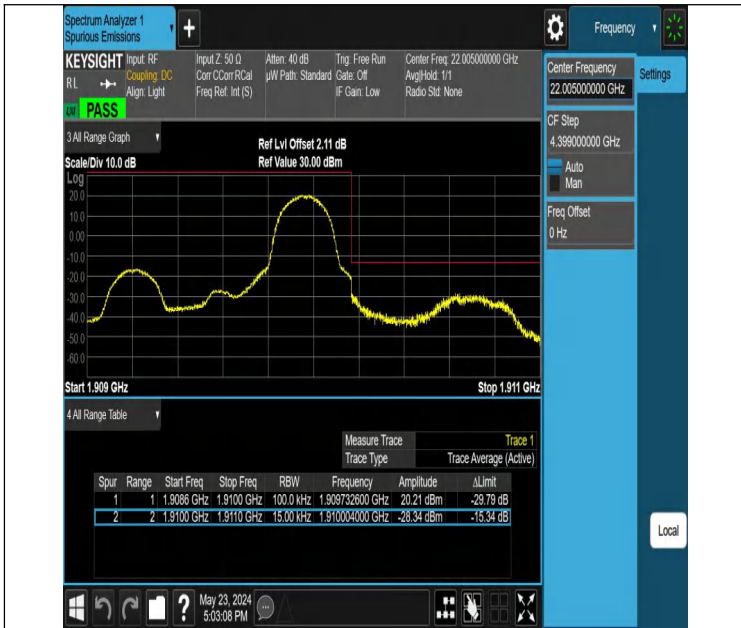 Spectrum Analyzer 1
Spurious Emissions
+
Frequency
KEYSIGHT
Input: RF
Coupling: DC
Align: Light
Input Z: 50 Ω
Corr CCorr RCal
Freq Ref: Int (S)
Atten: 40 dB
µW Path: Standard
Trig: Free Run
Gate: Off
IF Gain: Low
Center Freq: 22.005000000 GHz
Avg|Hold: 1/1
Radio Std: None
RL
PASS
Center Frequency
22.005000000 GHz
Settings
CF Step
4.399000000 GHz
Auto
Man
Freq Offset
0 Hz
3 All Range Graph
Ref Lvl Offset 2.11 dB
Scale/Div 10.0 dB
Ref Value 30.00 dBm
Log
20.0
10.0
0.00
-10.0
-20.0
-30.0
-40.0
-50.0
-60.0
Start 1.909 GHz
Stop 1.911 GHz
4 All Range Table
Measure Trace Trace 1
Trace Type Trace Average (Active)
Spur Range Start Freq Stop Freq RBW Frequency Amplitude ΔLimit
1 1 1.9086 GHz 1.9100 GHz 100.0 kHz 1.909732600 GHz 20.21 dBm -29.79 dB
2 2 1.9100 GHz 1.9110 GHz 15.00 kHz 1.910004000 GHz -28.34 dBm -15.34 dB
Local
?
May 23, 2024
5:03:08 PM